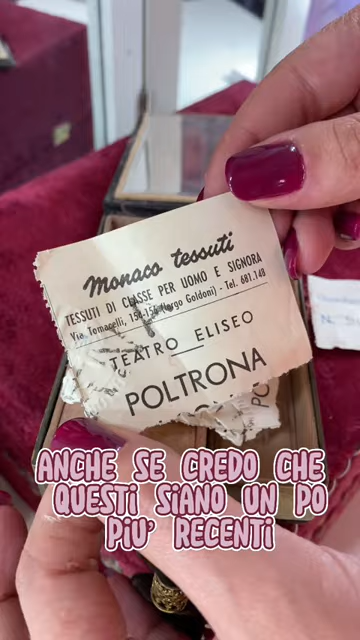 Monaco tessuti
TESSUTI DI CLASSE PER UOMO E SIGNORA
Via Tomacelli, 154-156 (largo Goldoni) - Tel. 681.148
TEATRO ELISEO
POLTRONA
ANCHE SE CREDO CHE
QUESTI SIANO UN PO
PIU' RECENTI